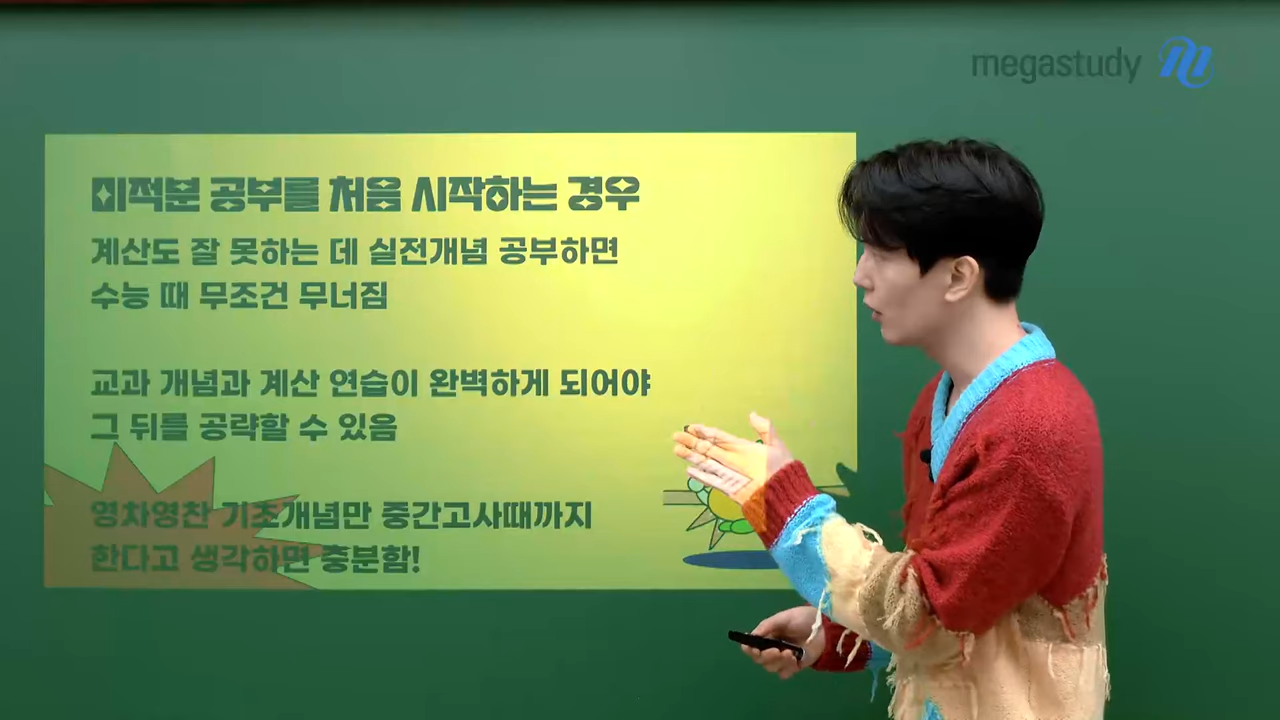 megastudy
미적분 공부를 처음 시작하는 경우
계산도 잘 못하는 데 실전개념 공부하면
수능 때 무조건 무너짐
교과 개념과 계산 연습이 완벽하게 되어야
그 뒤를 공략할 수 있음
영차영찬 기초개념만 중간고사때까지
한다고 생각하면 충분함!